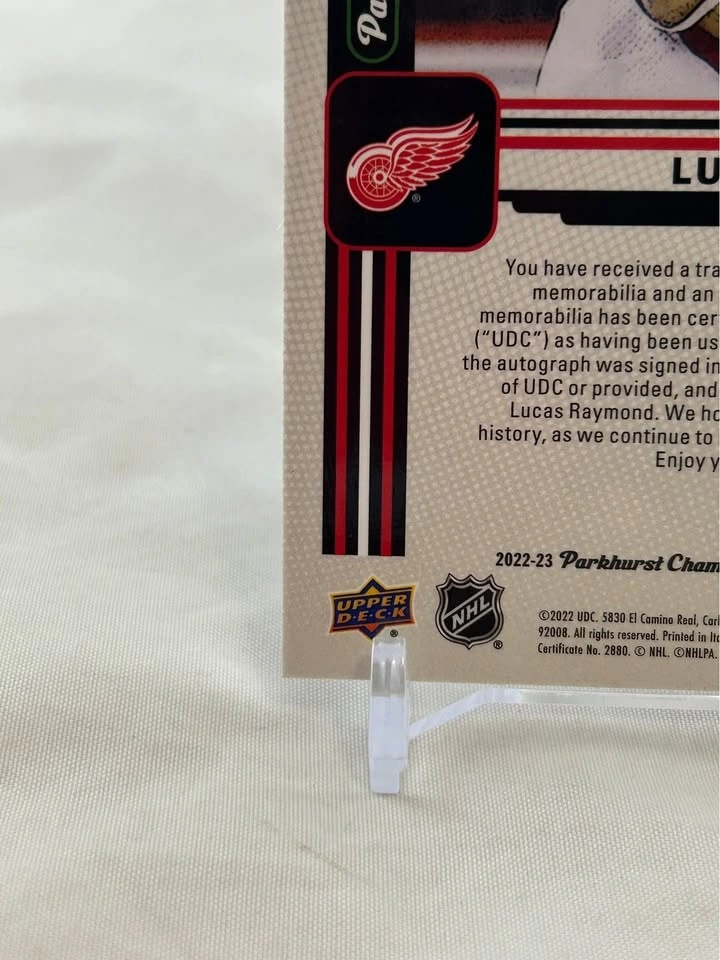 Pa
®
LU
You have received a tra
memorabilia and an
memorabilia has been cer
("UDC") as having been us
the autograph was signed in
of UDC or provided, and
Lucas Raymond. We ho
history, as we continue to
Enjoy y
2022-23 Parkhurst Cham
UPPER
D·E·C·K
®
NHL
®
©2022 UDC. 5830 El Camino Real, Carl
92008. All rights reserved. Printed in Ita
Certificate No. 2880. © NHL. ©NHLPA.